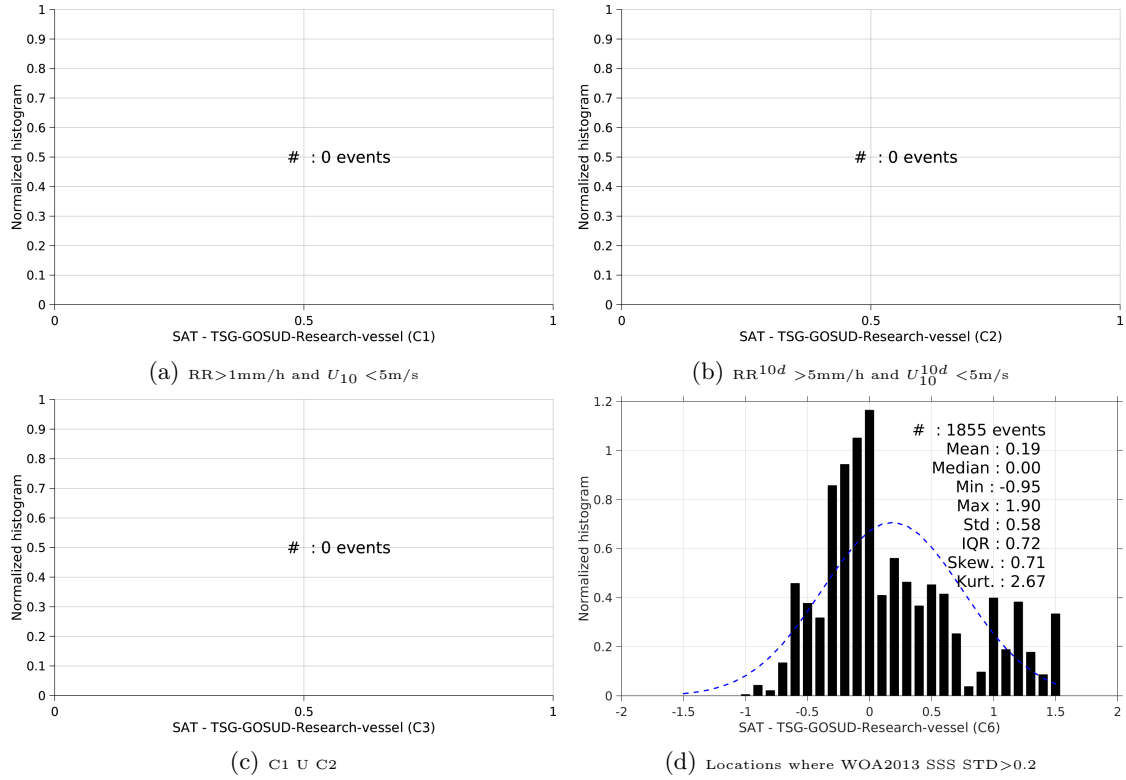 1
0.9
0.8
0.7
0.6
0.5
0.4
0.3
0.2
0.1
0
Normalized histogram
# : 0 events
0 0.5 1
SAT - TSG-GOSUD-Research-vessel (C1)
(a) RR>1mm/h and U10 <5m/s
1
0.9
0.8
0.7
0.6
0.5
0.4
0.3
0.2
0.1
0
Normalized histogram
# : 0 events
0 0.5 1
SAT - TSG-GOSUD-Research-vessel (C2)
(b) RR10d >5mm/h and U10d10 <5m/s
1
0.9
0.8
0.7
0.6
0.5
0.4
0.3
0.2
0.1
0
Normalized histogram
# : 0 events
0 0.5 1
SAT - TSG-GOSUD-Research-vessel (C3)
(c) C1 U C2
1.2
1
0.8
0.6
0.4
0.2
0
Normalized histogram
# : 1855 events
Mean : 0.19
Median : 0.00
Min : -0.95
Max : 1.90
Std : 0.58
IQR : 0.72
Skew. : 0.71
Kurt. : 2.67
-2 -1.5 -1 -0.5 0 0.5 1 1.5 2
SAT - TSG-GOSUD-Research-vessel (C6)
(d) Locations where WOA2013 SSS STD>0.2